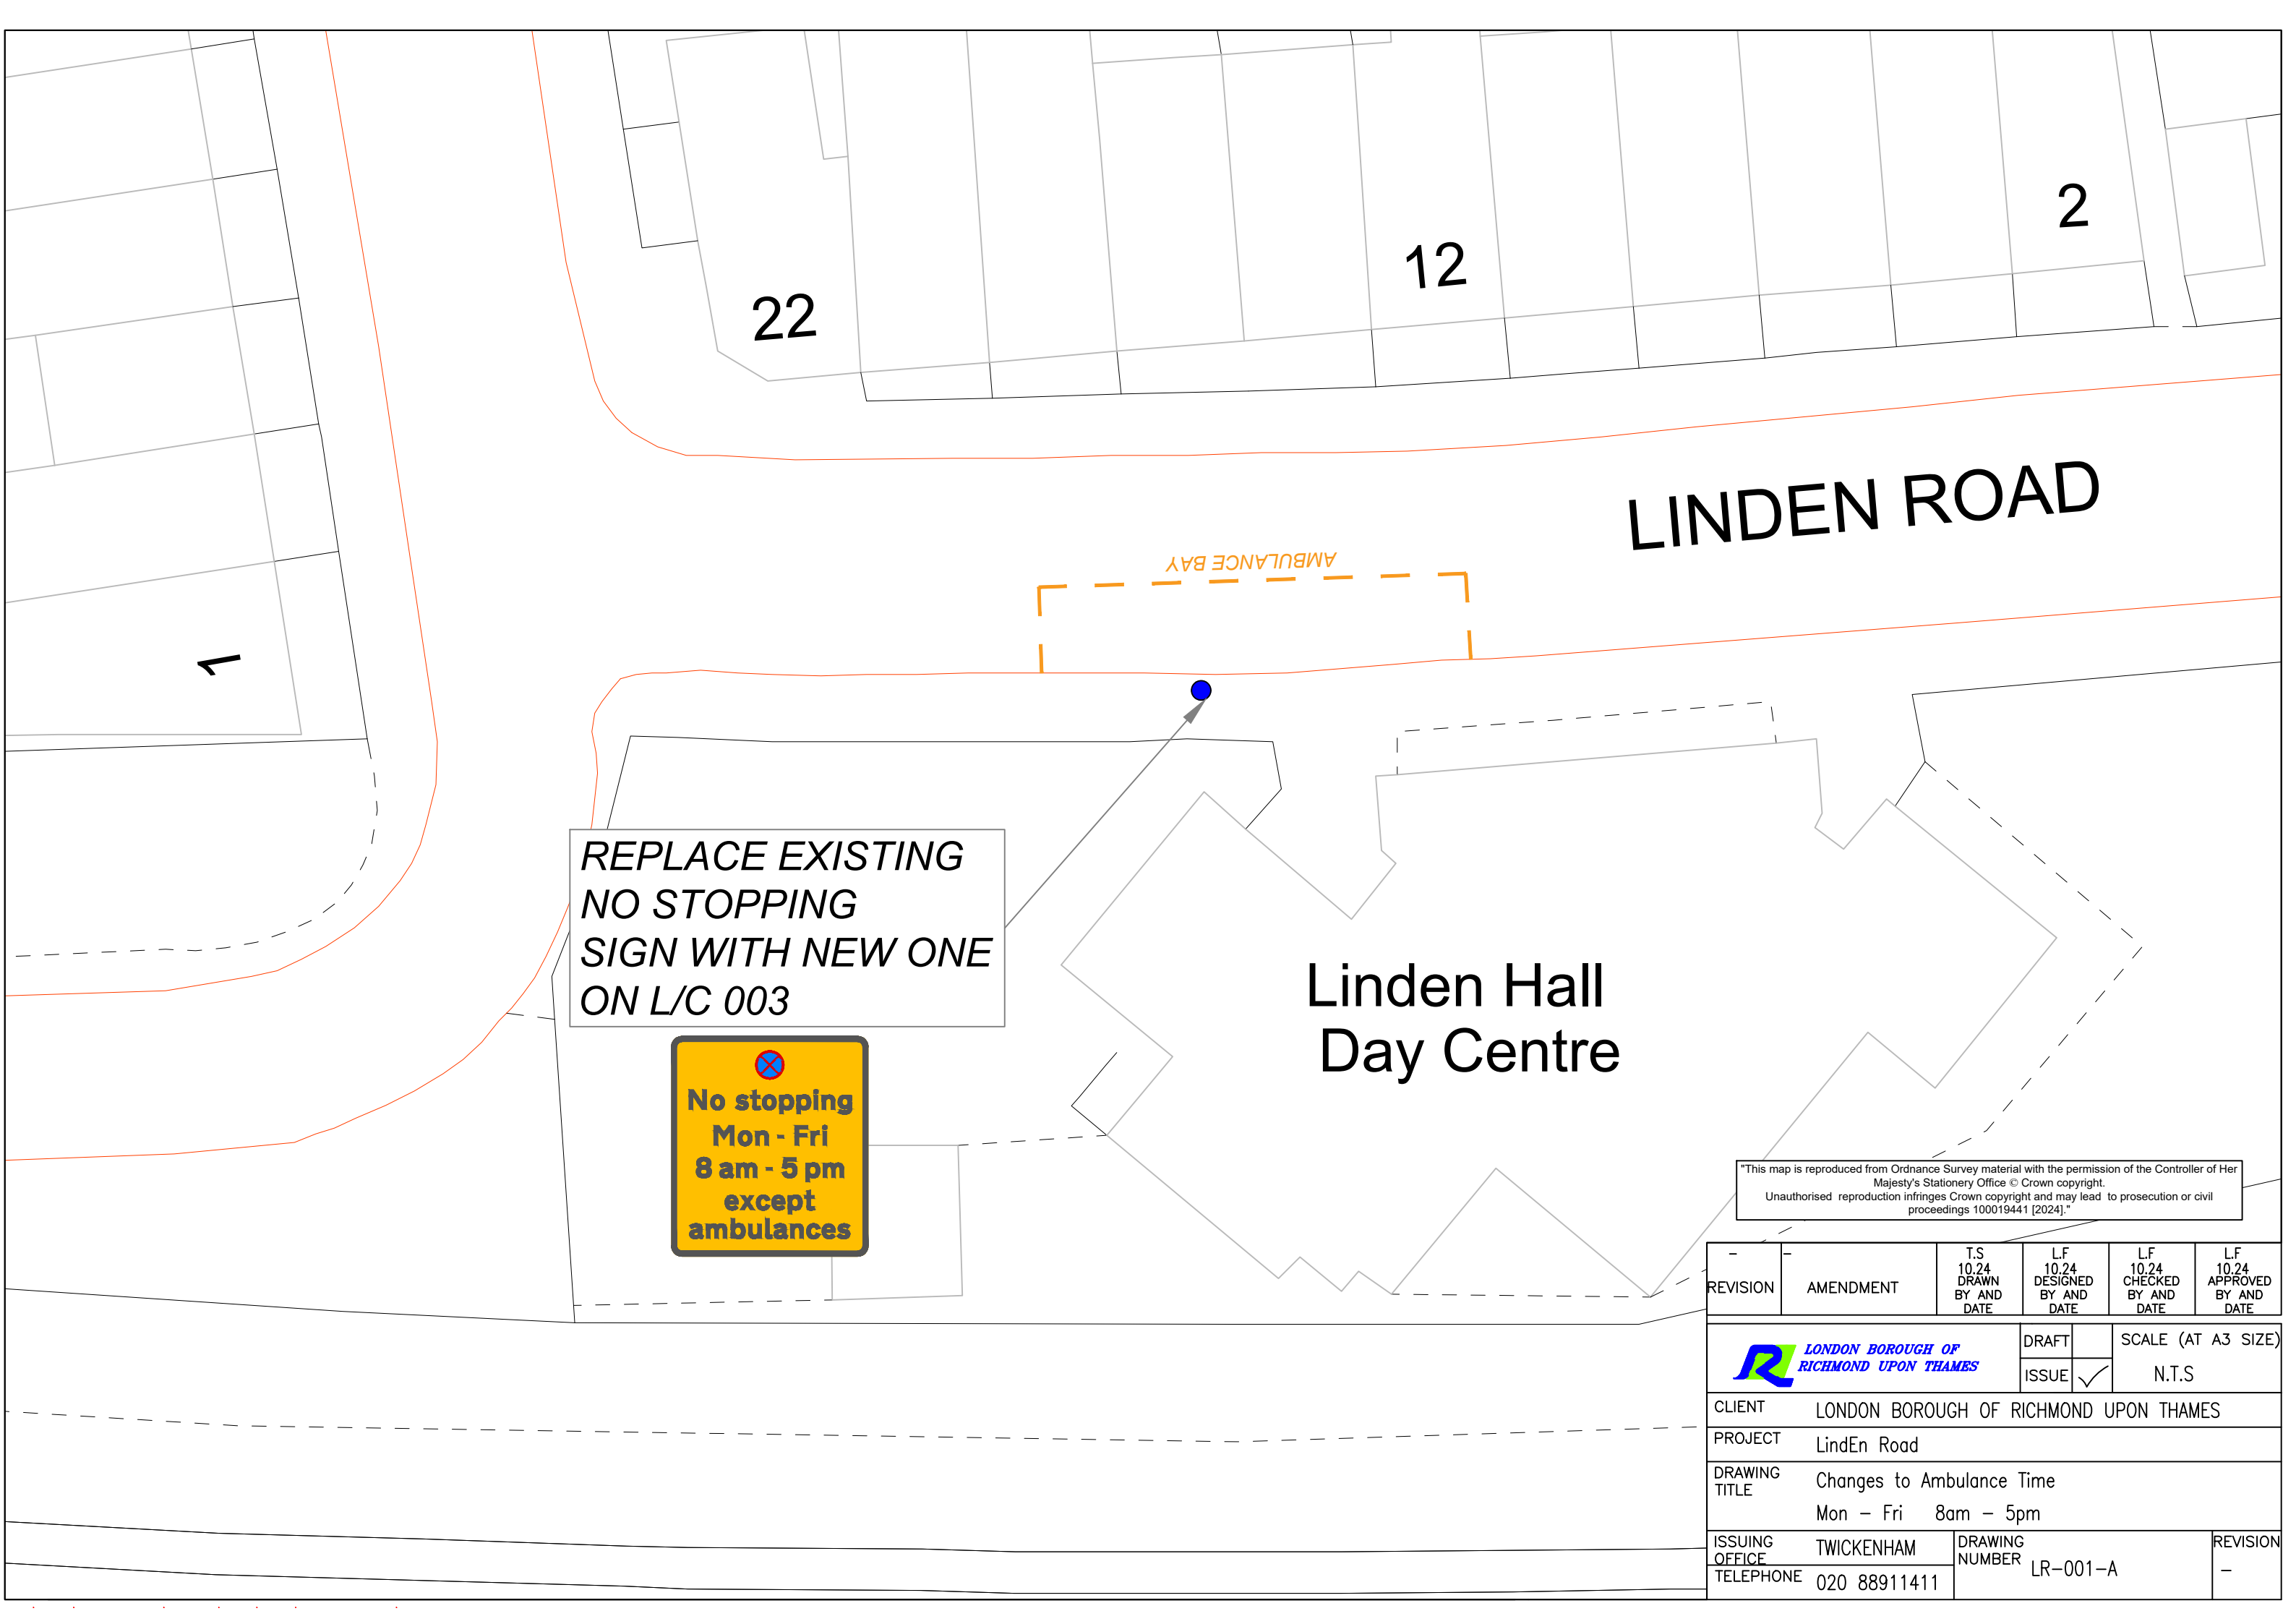 22
12
2
LINDEN ROAD
AMBULANCE BAY
1
REPLACE EXISTING
NO STOPPING
SIGN WITH NEW ONE
ON L/C 003
Linden Hall
Day Centre
No stopping
Mon - Fri
8 am - 5 pm
except
ambulances
"This map is reproduced from Ordnance Survey material with the permission of the Controller of Her
Majesty's Stationery Office © Crown copyright.
Unauthorised reproduction infringes Crown copyright and may lead to prosecution or civil
proceedings 100019441 [2024]."
-
REVISION
-
AMENDMENT
T.S
10.24
DRAWN
BY AND
DATE
L.F
10.24
DESIGNED
BY AND
DATE
L.F
10.24
CHECKED
BY AND
DATE
L.F
10.24
APPROVED
BY AND
DATE
LONDON BOROUGH OF
RICHMOND UPON THAMES
DRAFT
ISSUE ✓
SCALE (AT A3 SIZE)
N.T.S
CLIENT LONDON BOROUGH OF RICHMOND UPON THAMES
PROJECT LindEn Road
DRAWING
TITLE
Changes to Ambulance Time
Mon - Fri 8am - 5pm
ISSUING
OFFICE
TWICKENHAM
TELEPHONE 020 88911411
DRAWING
NUMBER
LR-001-A
REVISION
-